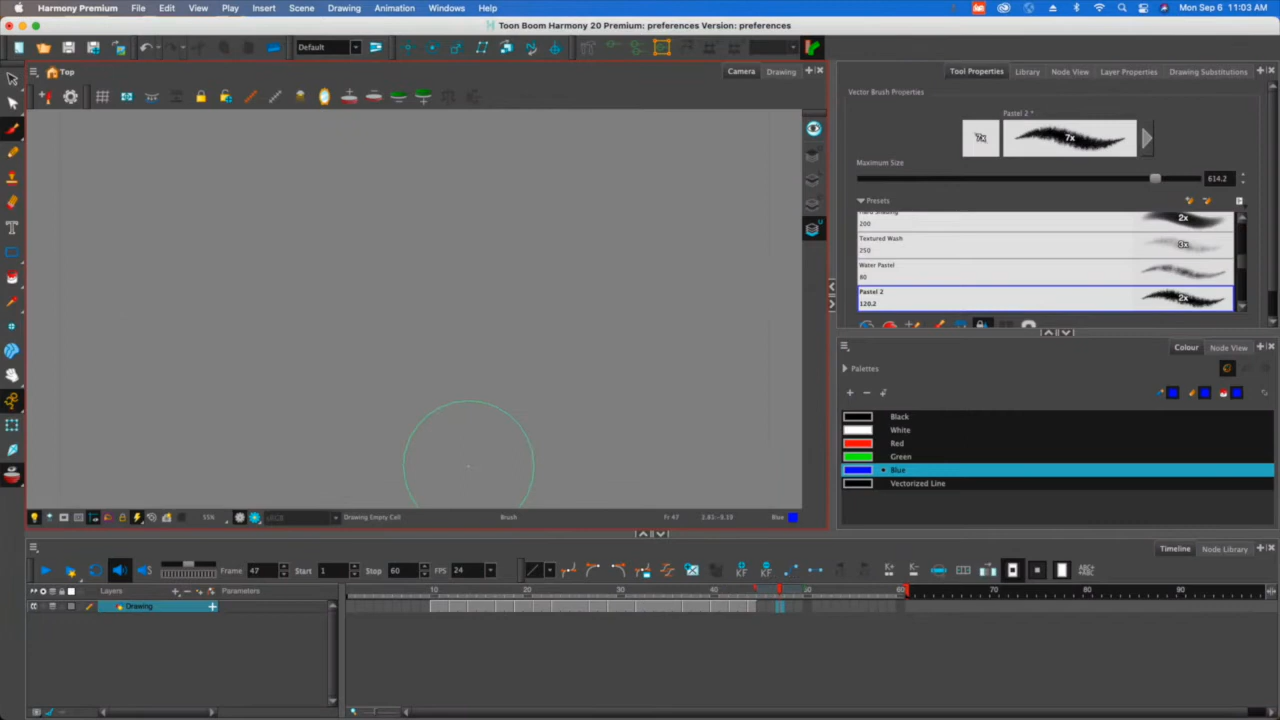 Harmony Premium File Edit View Play Insert Scene Drawing Animation Windows Help Mon Sep 6 11:03 AM
Toon Boom Harmony 20 Premium: preferences Version: preferences
Default
Top Camera Drawing
Tool Properties Library Node View Layer Properties Drawing Substitutions
Vector Brush Properties
Pastel 2 *
7x
Maximum Size
614.2
Presets
200 2x
Textured Wash
250 3x
Water Pastel
80
Pastel 2
120.2 2x
Colour Node View
Palettes
Black
White
Red
Green
Blue
Vectorized Line
55% Drawing Empty Cell Brush Fr 47 Blue
Timeline Node Library
Frame 47 Start 1 Stop 60 FPS 24
Layers Parameters
10 20 30 40 50 60 70 80 90
Drawing